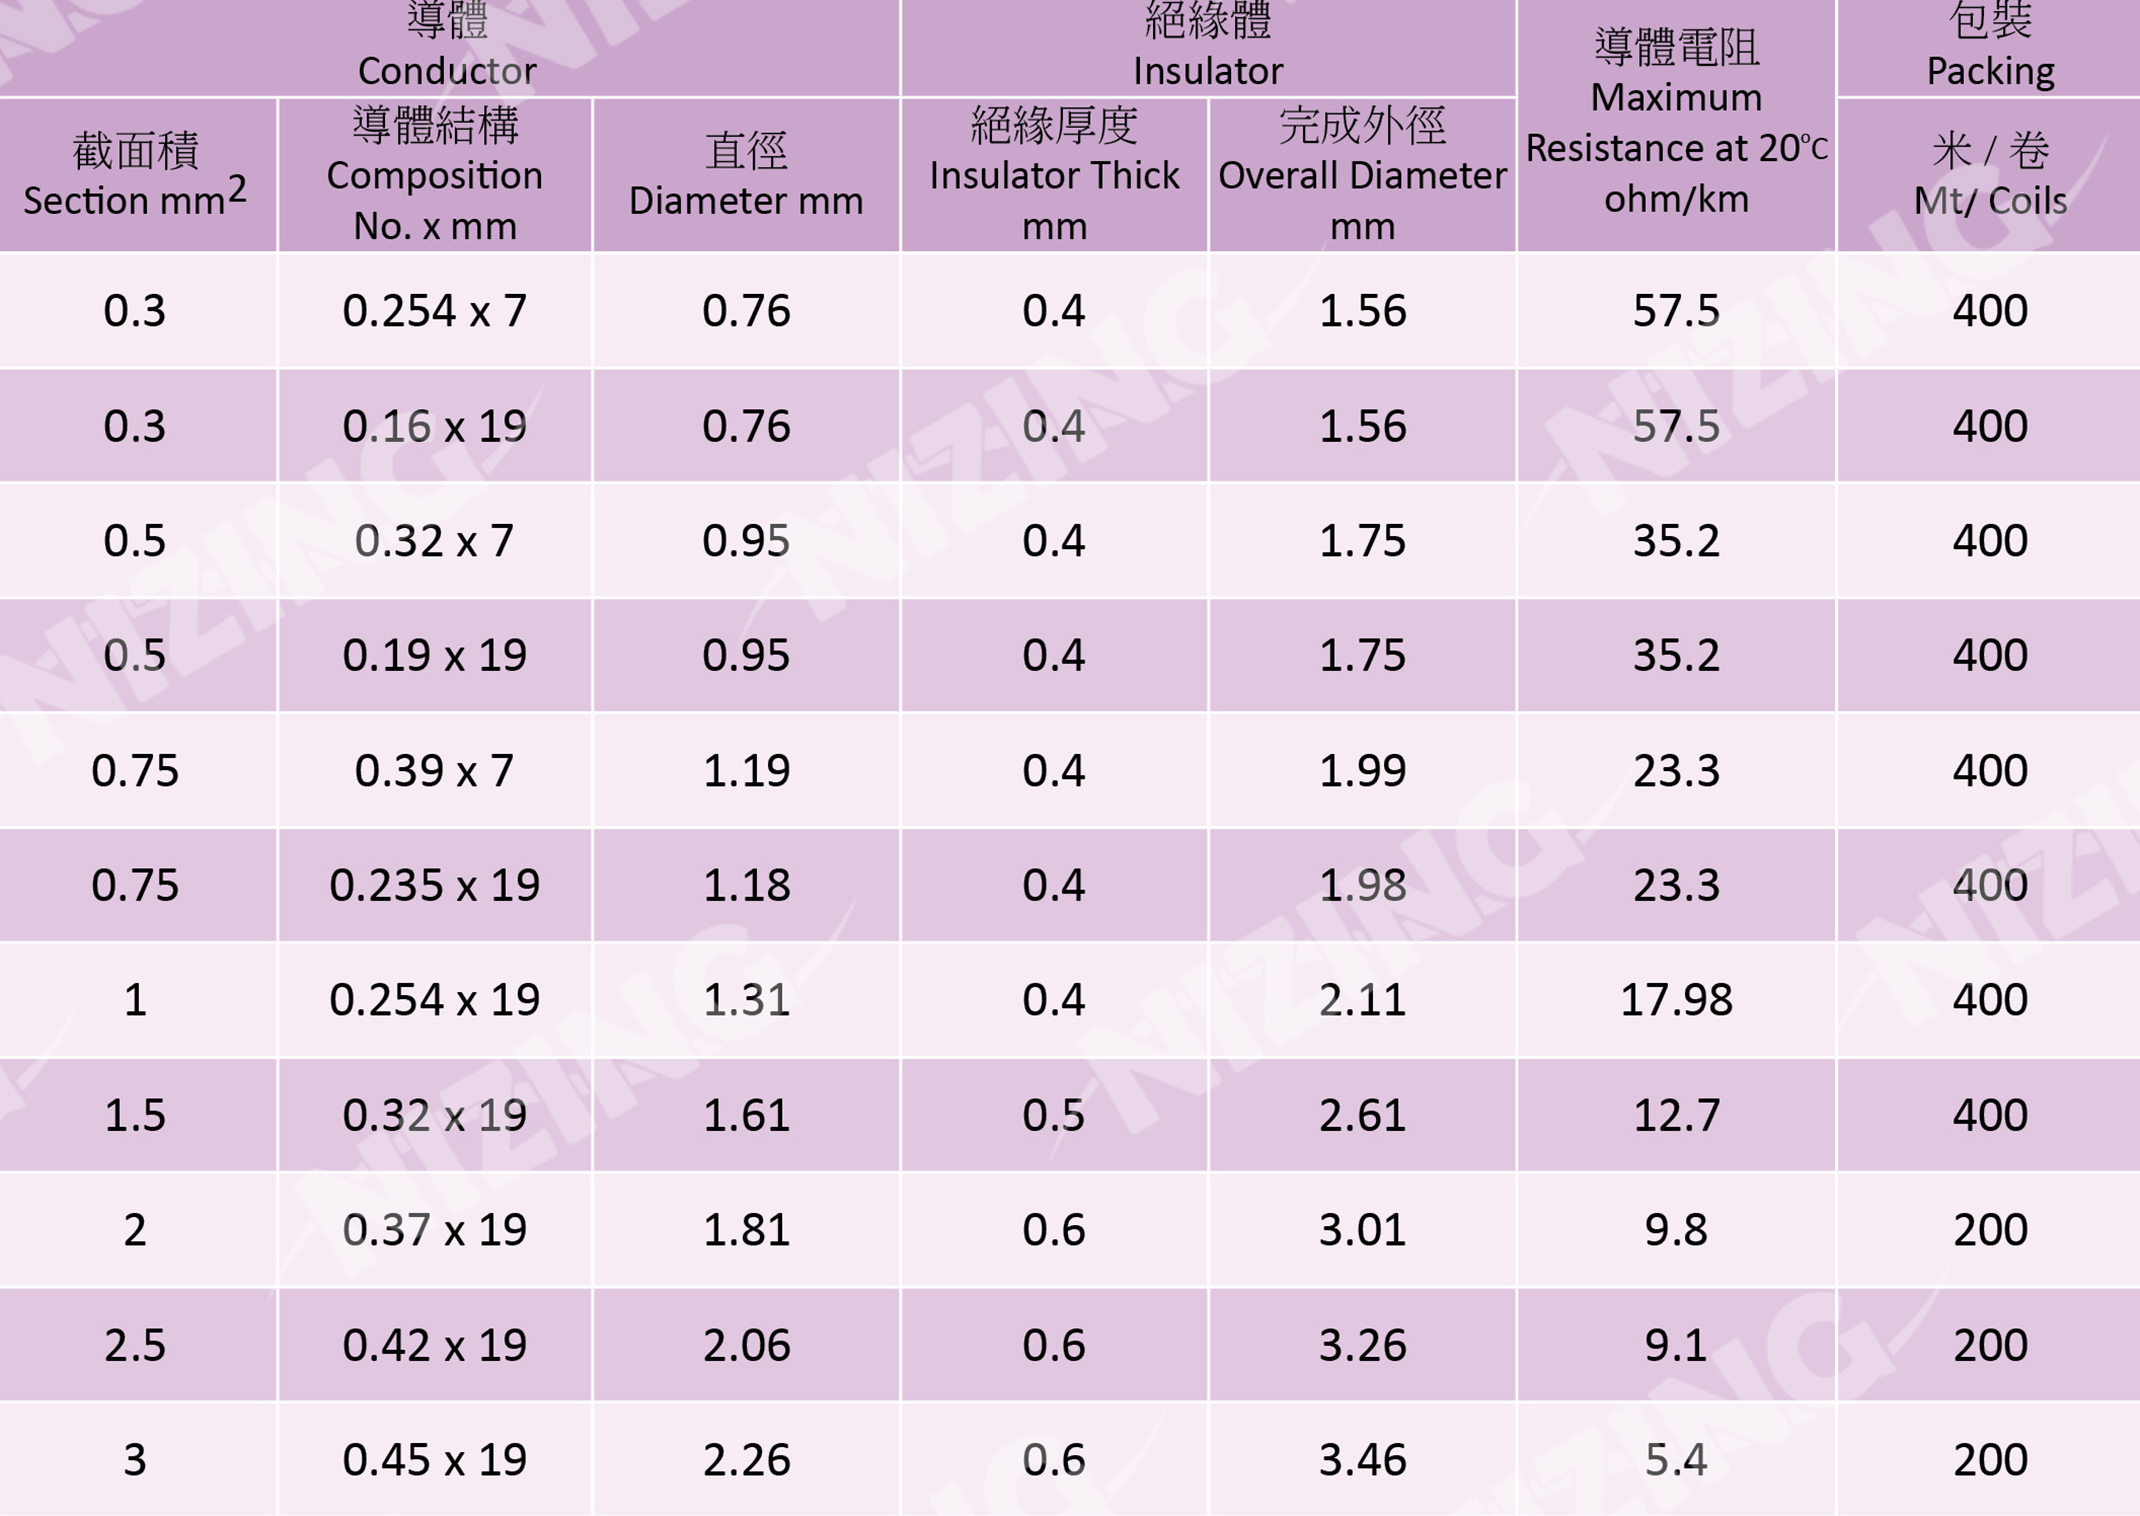 導體
Conductor
絕緣體
Insulator
導體電阻
Maximum
Resistance at 20℃
ohm/km
包裝
Packing
截面積
Section mm2
導體結構
Composition
No. x mm
直徑
Diameter mm
絕緣厚度
Insulator Thick
mm
完成外徑
Overall Diameter
mm
米 / 卷
Mt/ Coils
0.3 0.254 x 7 0.76 0.4 1.56 57.5 400
0.3 0.16 x 19 0.76 0.4 1.56 57.5 400
0.5 0.32 x 7 0.95 0.4 1.75 35.2 400
0.5 0.19 x 19 0.95 0.4 1.75 35.2 400
0.75 0.39 x 7 1.19 0.4 1.99 23.3 400
0.75 0.235 x 19 1.18 0.4 1.98 23.3 400
1 0.254 x 19 1.31 0.4 2.11 17.98 400
1.5 0.32 x 19 1.61 0.5 2.61 12.7 400
2 0.37 x 19 1.81 0.6 3.01 9.8 200
2.5 0.42 x 19 2.06 0.6 3.26 9.1 200
3 0.45 x 19 2.26 0.6 3.46 5.4 200
NIZING
NIZING
NIZING
NIZING
NIZING
NIZING
NIZING
NIZING